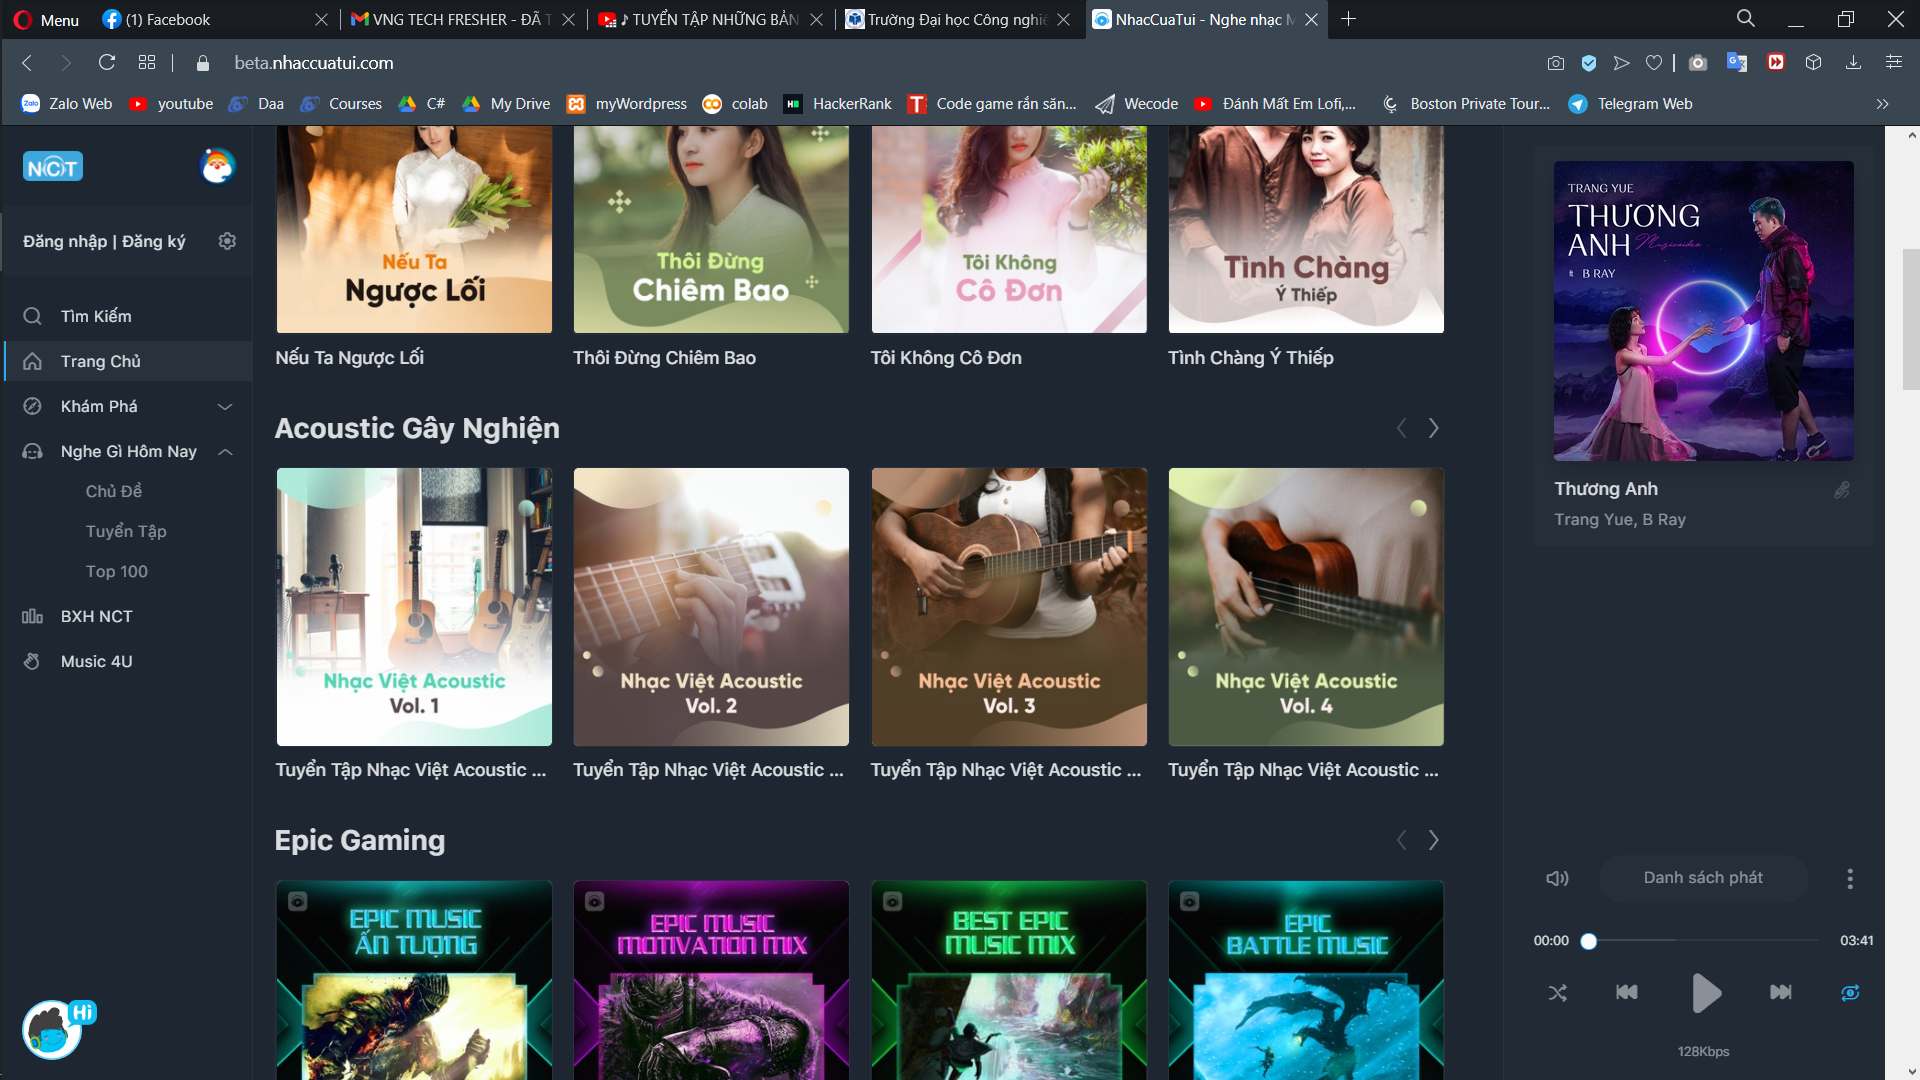 Menu
(1) Facebook
VNG TECH FRESHER - ĐÃ T
♪ TUYỂN TẬP NHỮNG BẢN
Trường Đại học Công nghiệ
NhacCuaTui - Nghe nhạc M
beta.nhaccuatui.com
Zalo Zalo Web
youtube
Daa
Courses
C#
My Drive
myWordpress
colab
HackerRank
Code game rắn săn...
Wecode
Đánh Mất Em Lofi,...
Boston Private Tour...
Telegram Web
NCT
Đăng nhập | Đăng ký
Tìm Kiếm
Trang Chủ
Khám Phá
Nghe Gì Hôm Nay
Chủ Đề
Tuyển Tập
Top 100
BXH NCT
Music 4U
Hi
Nếu Ta
Ngược Lối
Thôi Đừng
Chiêm Bao
Tôi Không
Cô Đơn
Tình Chàng
Ý Thiếp
Nếu Ta Ngược Lối
Thôi Đừng Chiêm Bao
Tôi Không Cô Đơn
Tình Chàng Ý Thiếp
Acoustic Gây Nghiện
Nhạc Việt Acoustic
Vol. 1
Nhạc Việt Acoustic
Vol. 2
Nhạc Việt Acoustic
Vol. 3
Nhạc Việt Acoustic
Vol. 4
Tuyển Tập Nhạc Việt Acoustic ...
Tuyển Tập Nhạc Việt Acoustic ...
Tuyển Tập Nhạc Việt Acoustic ...
Tuyển Tập Nhạc Việt Acoustic ...
Epic Gaming
EPIC MUSIC
ẤN TƯỢNG
EPIC MUSIC
MOTIVATION MIX
BEST EPIC
MUSIC MIX
EPIC
BATTLE MUSIC
TRANG YUE
THƯƠNG
ANH Musicvideo
ft B RAY
Thương Anh
Trang Yue, B Ray
Danh sách phát
00:00
03:41
128Kbps